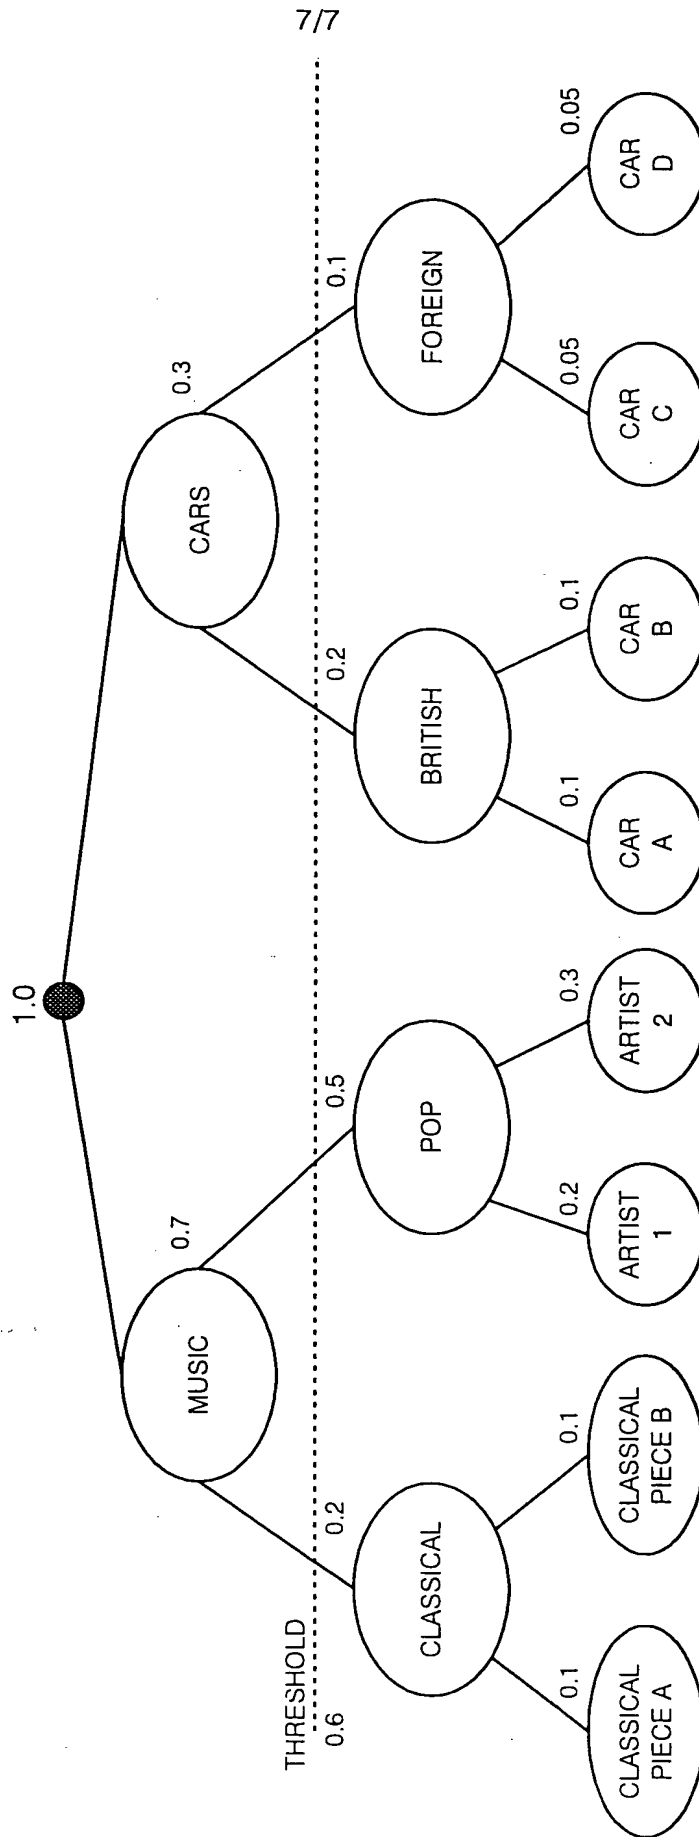 7/7
1.0
MUSIC
0.7
CARS
0.3
THRESHOLD
0.6
0.2
0.5
0.2
0.1
CLASSICAL
POP
BRITISH
FOREIGN
0.1
0.1
0.2
0.3
0.1
0.1
0.05
0.05
CLASSICAL
PIECE A
CLASSICAL
PIECE B
ARTIST
1
ARTIST
2
CAR
A
CAR
B
CAR
C
CAR
D